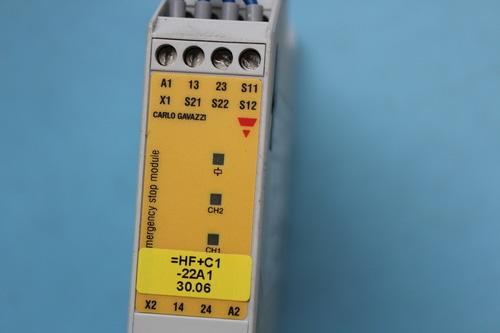 A1 13 23 S11
X1 S21 S22 S12
CARLO GAVAZZI
mergency stop module
CH2
CH1
=HF+C1
-22A1
30.06
X2 14 24 A2